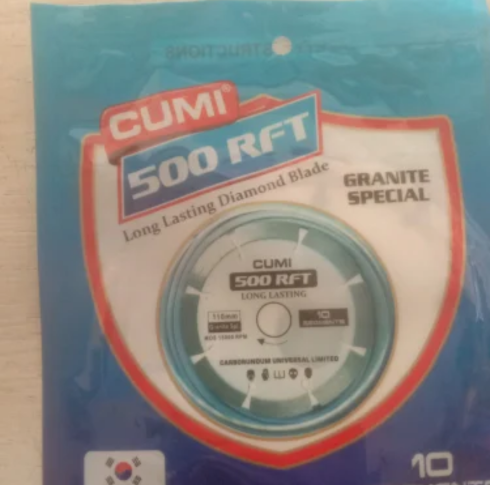 CUMI®
500 RFT
Long Lasting Diamond Blade
GRANITE
SPECIAL
CUMI
500 RFT
LONG LASTING
110mm
10
SEGMENTS
CARBORUNDUM UNIVERSAL LIMITED
10